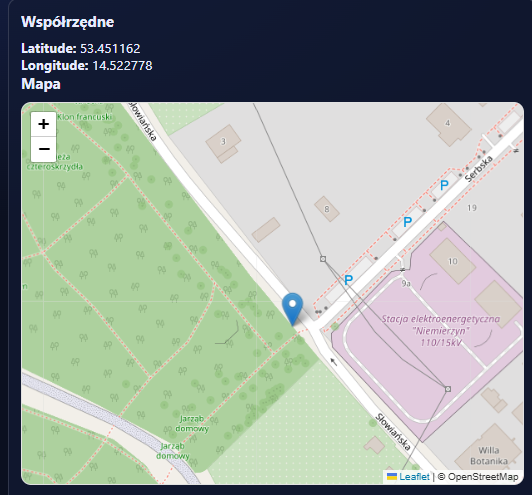 Współrzędne
Latitude: 53.451162
Longitude: 14.522778
Mapa
+
−
Klon francuski
czteroskrzydła
Słowiańska
3
4
P
Serbska
P
19
8
P
10
9a
Stacja elektroenergetyczna
"Niemierzyn"
110/15kV
Jarząb
domowy
Jarząb
domowy
Słowiańska
Willa
Botanika
Leaflet | © OpenStreetMap